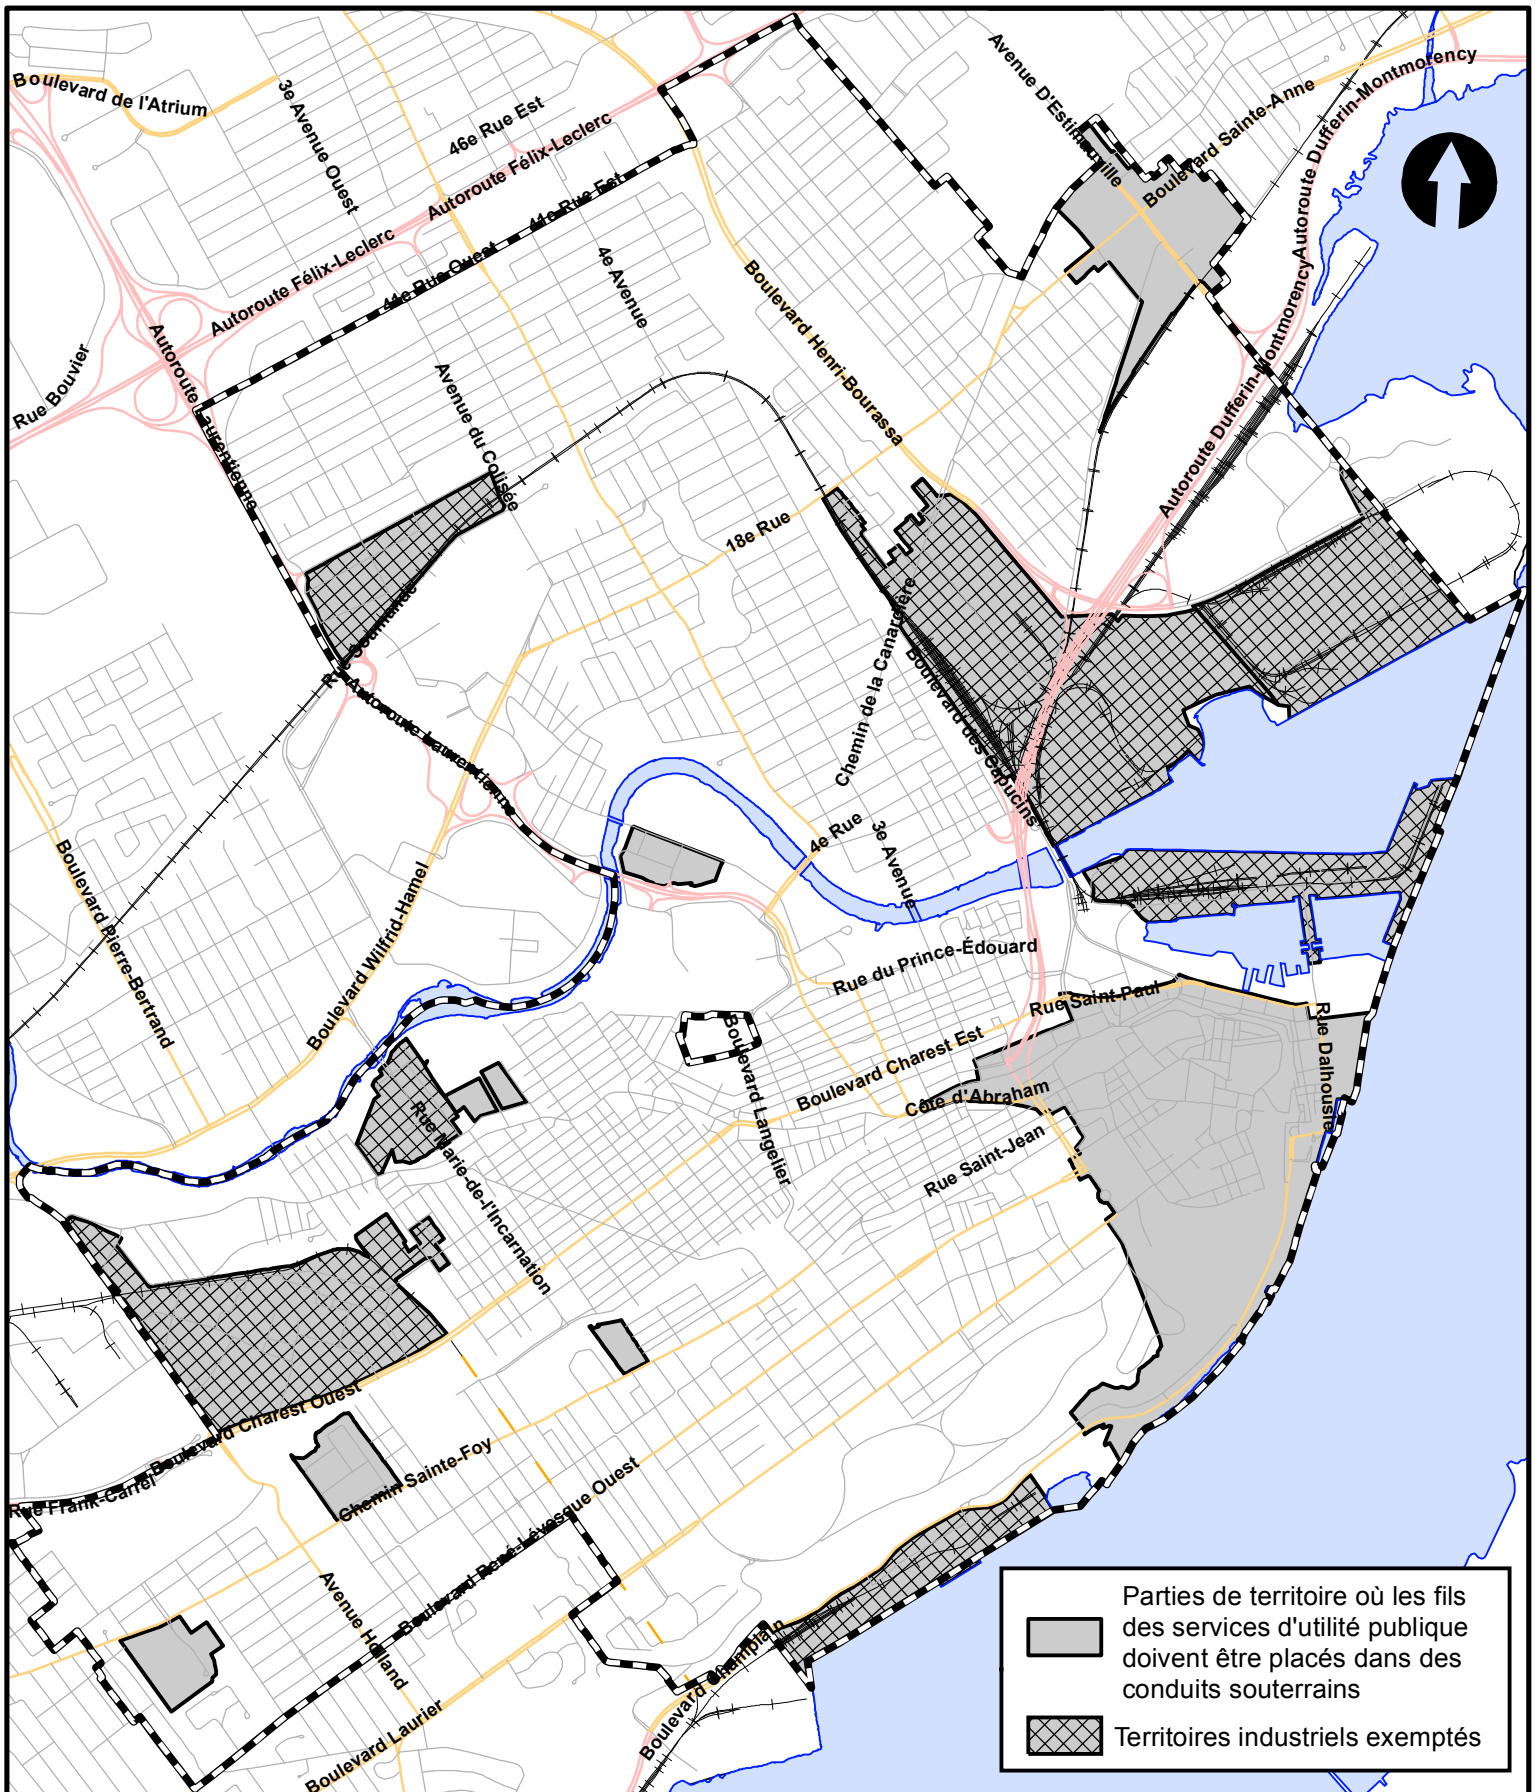 Boulevard de l'Atrium
3e Avenue Ouest
46e Rue Est
Autoroute Félix-Leclerc
41e Rue Est
Autoroute Félix-Leclerc
41e Rue Ouest
4e Avenue
Avenue D'Estimauville
Boulevard Sainte-Anne
Autoroute Dufferin-Montmorency
Autoroute Dufferin-Montmorency
Boulevard Henri-Bourassa
Rue Bouvier
Autoroute Laurentienne
Avenue du Colisée
18e Rue
Chemin de la Canardière
Boulevard des Capucins
Autoroute Laurentienne
4e Rue
3e Avenue
Boulevard Pierre-Bertrand
Boulevard Wilfrid-Hamel
Rue du Prince-Édouard
Rue Saint-Paul
Rue Dalhousie
Boulevard Charest Est
Boulevard Langelier
Côte d'Abraham
Rue Saint-Jean
Rue Marie-de-l'Incarnation
Boulevard Charest Ouest
Rue Frank-Carrel
Chemin Sainte-Foy
Boulevard René-Lévesque Ouest
Avenue Holland
Boulevard Laurier
Boulevard Champlain
Parties de territoire où les fils
des services d'utilité publique
doivent être placés dans des
conduits souterrains
Territoires industriels exemptés